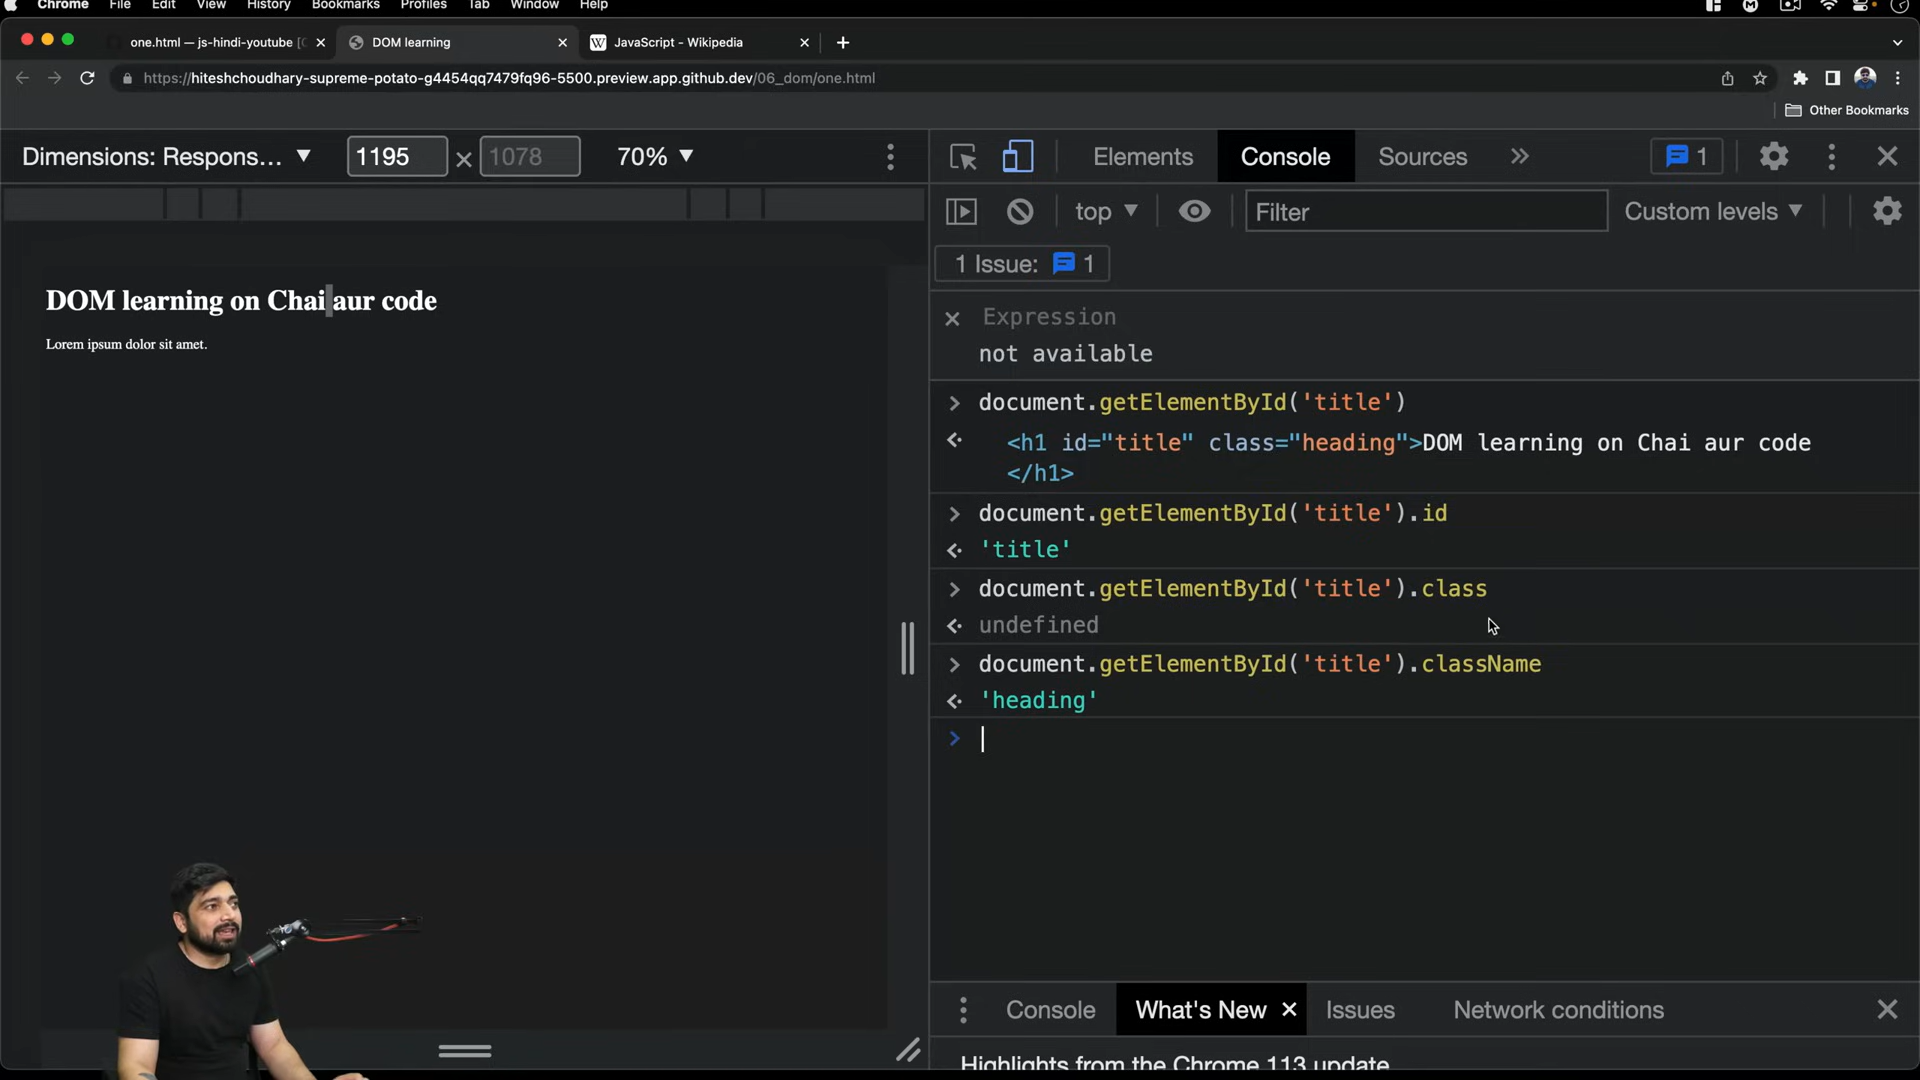 Chrome File Edit View History Bookmarks Profiles Tab Window Help
one.html — js-hindi-youtube [C
DOM learning
JavaScript - Wikipedia
https://hiteshchoudhary-supreme-potato-g4454qq7479fq96-5500.preview.app.github.dev/06_dom/one.html
Other Bookmarks
Dimensions: Respons... 1195 × 1078 70%
Elements Console Sources 1
top Filter Custom levels
1 Issue: 1
Expression
not available
DOM learning on Chai aur code
Lorem ipsum dolor sit amet.
document.getElementById('title')
<h1 id="title" class="heading">DOM learning on Chai aur code
</h1>
document.getElementById('title').id
'title'
document.getElementById('title').class
undefined
document.getElementById('title').className
'heading'
Console What's New Issues Network conditions
Highlights from the Chrome 113 update